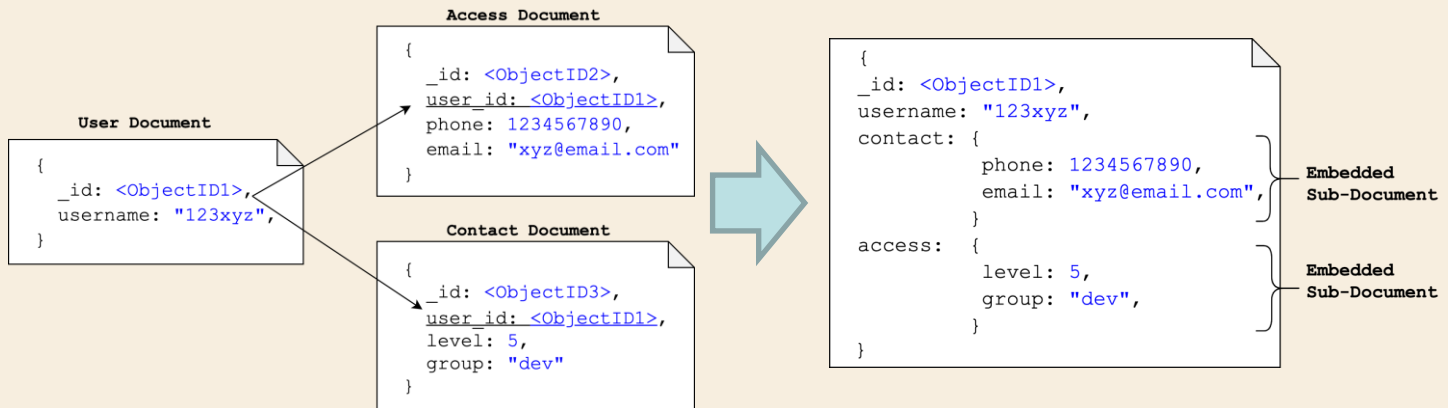 User Document
{
_id: <ObjectID1>,
username: "123xyz",
}
Access Document
{
_id: <ObjectID2>,
user_id: <ObjectID1>,
phone: 1234567890,
email: "xyz@email.com"
}
Contact Document
{
_id: <ObjectID3>,
user_id: <ObjectID1>,
level: 5,
group: "dev"
}
{
_id: <ObjectID1>,
username: "123xyz",
contact: {
phone: 1234567890,
email: "xyz@email.com",
}
access: {
level: 5,
group: "dev",
}
}
Embedded
Sub-Document
Embedded
Sub-Document